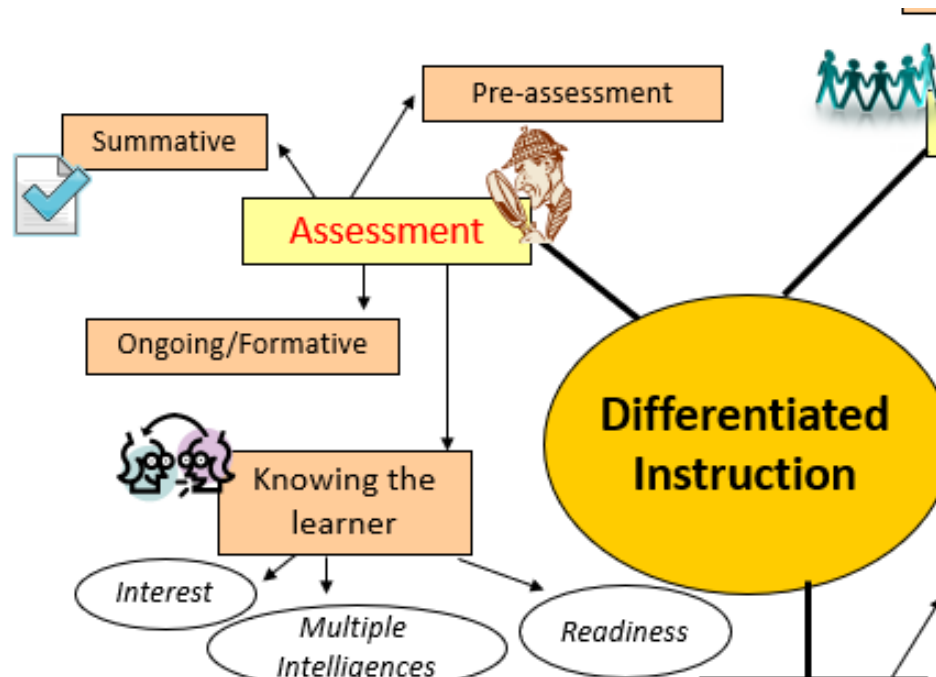 Pre-assessment
Summative
Assessment
Ongoing/Formative
Differentiated
Instruction
Knowing the
learner
Interest
Multiple
Intelligences
Readiness